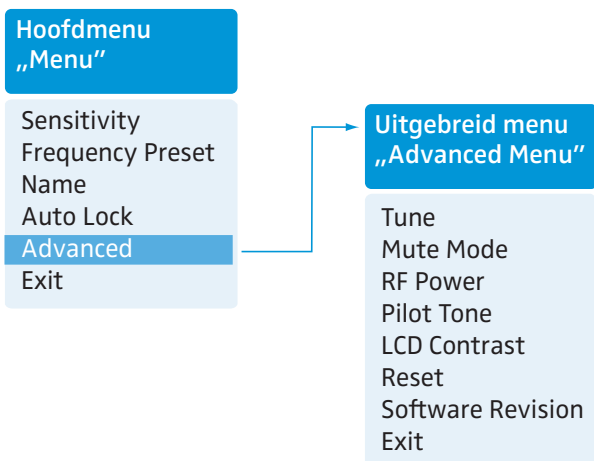 Hoofdmenu
„Menu”
Sensitivity
Frequency Preset
Name
Auto Lock
Advanced
Exit
Uitgebreid menu
„Advanced Menu”
Tune
Mute Mode
RF Power
Pilot Tone
LCD Contrast
Reset
Software Revision
Exit